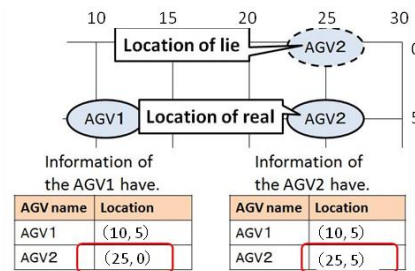 10 15 20 25 30
Location of lie AGV2 0
AGV1 Location of real AGV2 5
Information of the AGV1 have.
AGV name Location
AGV1 (10, 5)
AGV2 (25, 0)
Information of the AGV2 have.
AGV name Location
AGV1 (10, 5)
AGV2 (25, 5)